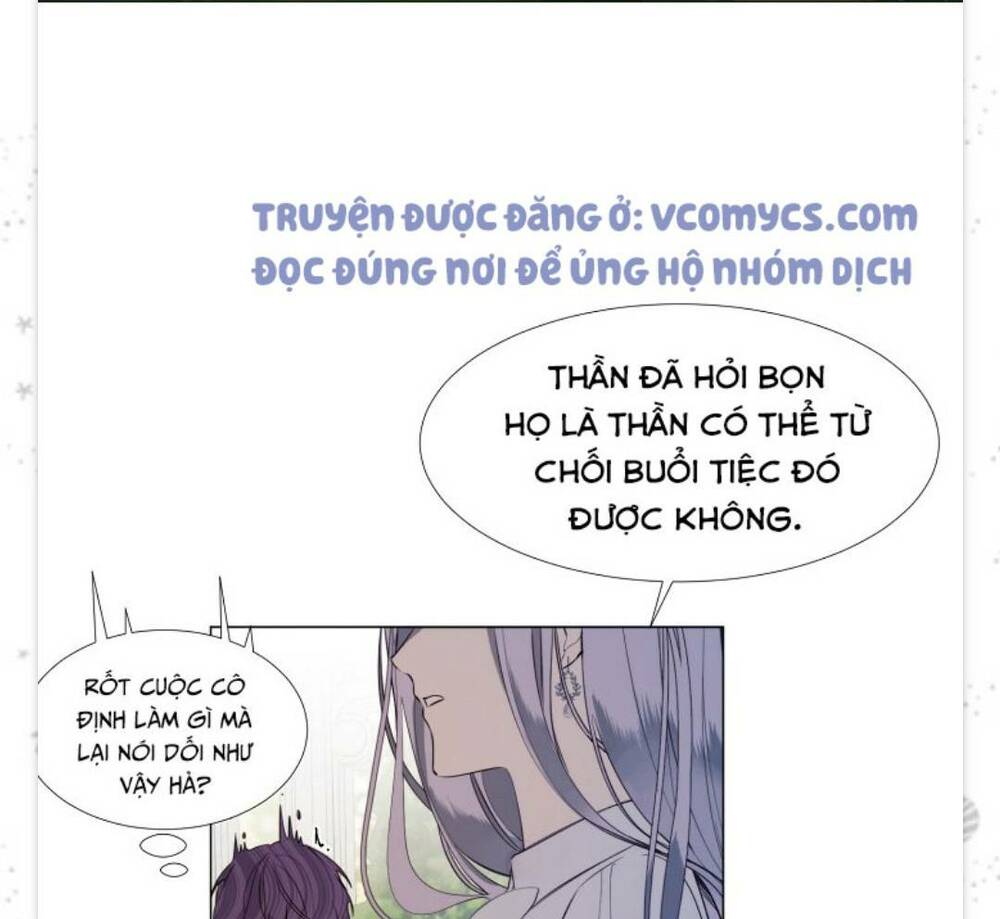 TRUYỆN ĐƯỢC ĐĂNG Ở: vcomycs.com
ĐỌC ĐÚNG NƠI ĐỂ ỦNG HỘ NHÓM DỊCH
THẦN ĐÃ HỎI BỌN
HỌ LÀ THẦN CÓ THỂ TỪ
CHỐI BUỔI TIỆC ĐÓ
ĐƯỢC KHÔNG.
RỐT CUỘC CÔ
ĐỊNH LÀM GÌ MÀ
LẠI NÓI DỐI NHƯ
VẬY HẢ?